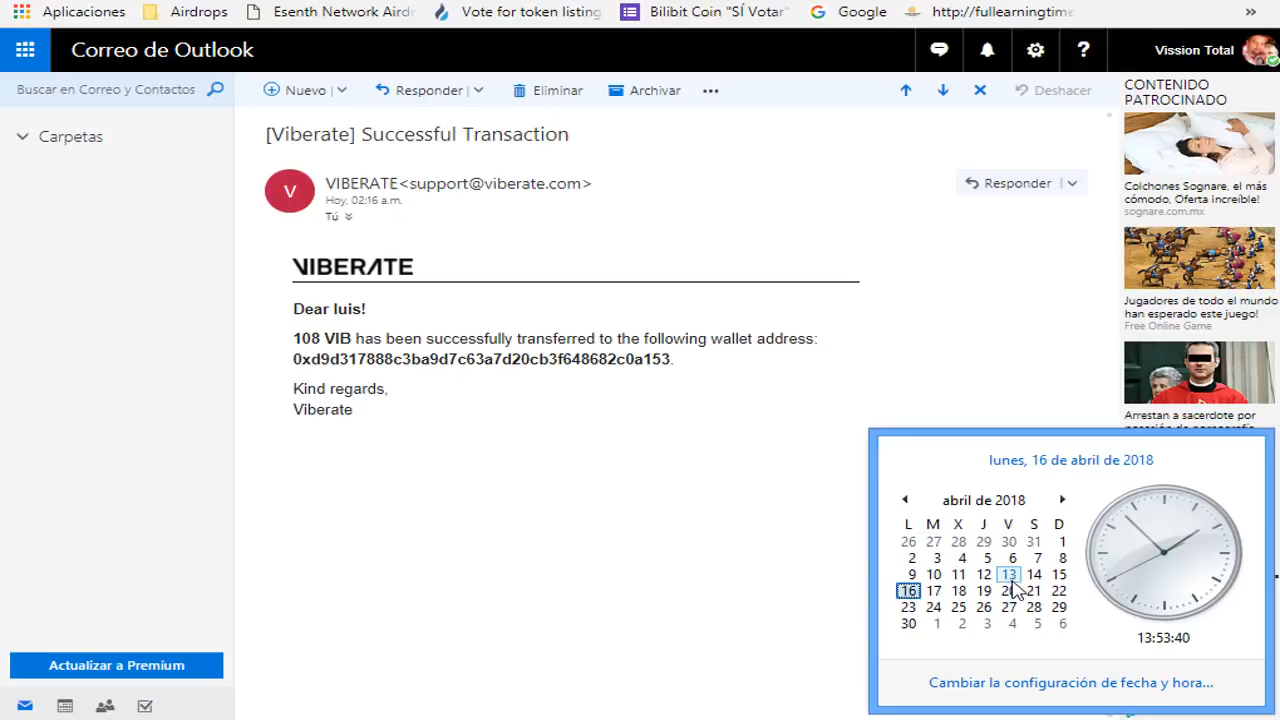 Aplicaciones Airdrops Esenth Network Airdr Vote for token listing Bilibit Coin "SÍ Votar" Google http://fullearningtime »
Correo de Outlook
? Vission Total
Buscar en Correo y Contactos
Nuevo Responder Eliminar Archivar ••• Deshacer
Carpetas
[Viberate] Successful Transaction
V
VIBERATE<support@viberate.com>
Hoy, 02:16 a.m.
Tú
Responder
VIBERATE
Dear luis!
108 VIB has been successfully transferred to the following wallet address:
0xd9d317888c3ba9d7c63a7d20cb3f648682c0a153.
Kind regards,
Viberate
CONTENIDO
PATROCINADO
Colchones Sognare, el más
cómodo, Oferta increíble!
sognare.com.mx
Jugadores de todo el mundo
han esperado este juego!
Free Online Game
Arrestan a sacerdote por
lunes, 16 de abril de 2018
abril de 2018
L M X J V S D
26 27 28 29 30 31 1
2 3 4 5 6 7 8
9 10 11 12 13 14 15
16 17 18 19 20 21 22
23 24 25 26 27 28 29
30 1 2 3 4 5 6
13:53:40
Cambiar la configuración de fecha y hora...
Actualizar a Premium